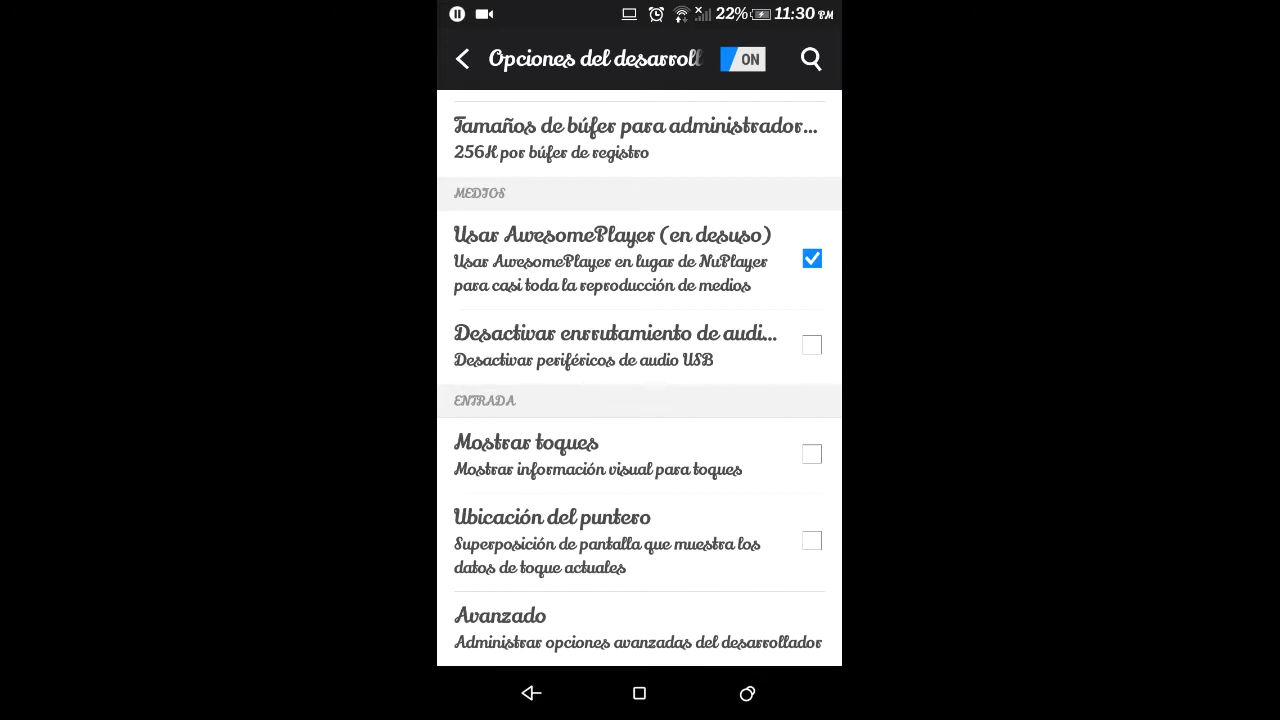 22% 11:30 PM
Opciones del desarroll
ON
Tamaños de búfer para administrador...
256K por búfer de registro
MEDIOS
Usar AwesomePlayer (en desuso)
Usar AwesomePlayer en lugar de NuPlayer
para casi toda la reproducción de medios
Desactivar enrrutamiento de audi...
Desactivar periféricos de audio USB
ENTRADA
Mostrar toques
Mostrar información visual para toques
Ubicación del puntero
Superposición de pantalla que muestra los
datos de toque actuales
Avanzado
Administrar opciones avanzadas del desarrollador